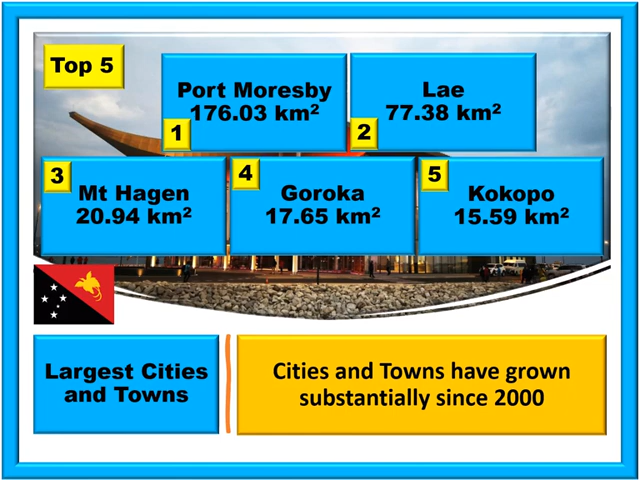 Top 5
Port Moresby
176.03 km²
1
Lae
77.38 km²
2
3
Mt Hagen
20.94 km²
4
Goroka
17.65 km²
5
Kokopo
15.59 km²
Largest Cities
and Towns
Cities and Towns have grown
substantially since 2000